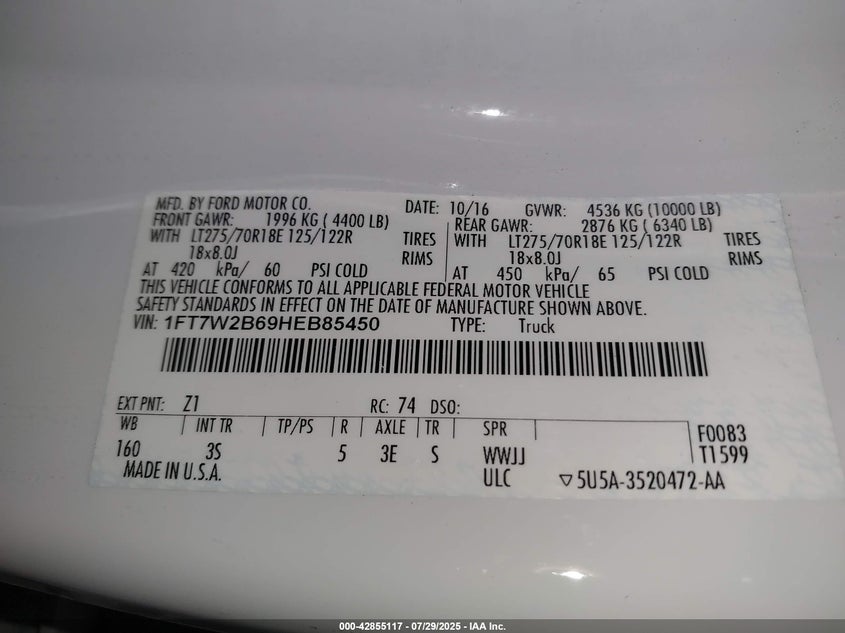 MFD. BY FORD MOTOR CO. DATE: 10/16 GVWR: 4536 KG (10000 LB)
FRONT GAWR: 1996 KG ( 4400 LB) REAR GAWR: 2876 KG ( 6340 LB)
WITH LT275/70R18E 125/122R TIRES WITH LT275/70R18E 125/122R TIRES
18x8.0J RIMS 18x8.0J RIMS
AT 420 kPa/ 60 PSI COLD AT 450 kPa/ 65 PSI COLD
THIS VEHICLE CONFORMS TO ALL APPLICABLE FEDERAL MOTOR VEHICLE
SAFETY STANDARDS IN EFFECT ON THE DATE OF MANUFACTURE SHOWN ABOVE.
VIN: 1FT7W2B69HEB85450 TYPE: Truck
EXT PNT: Z1 RC: 74 DSO:
WB INT TR TP/PS R AXLE TR SPR F0083
160 3S 5 3E S WWJJ T1599
MADE IN U.S.A. ULC ▽5U5A-3520472-AA
000-42855117 - 07/29/2025 - IAA Inc.